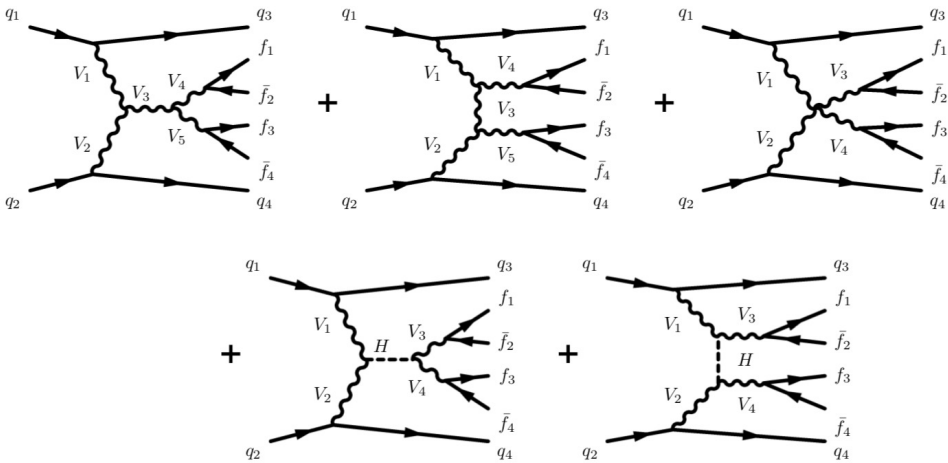 q₁ q₃ f₁ f̄₂ f₃ f̄₄ q₂ q₄ V₁ V₂ V₃ V₄ V₅
+
q₁ q₃ f₁ f̄₂ f₃ f̄₄ q₂ q₄ V₁ V₂ V₄ V₃ V₅
+
q₁ q₃ f₁ f̄₂ f₃ f̄₄ q₂ q₄ V₁ V₂ V₃ V₄
+
q₁ q₃ f₁ f̄₂ f₃ f̄₄ q₂ q₄ V₁ V₂ H V₃ V₄
+
q₁ q₃ f₁ f̄₂ f₃ f̄₄ q₂ q₄ V₁ V₂ V₃ H V₄